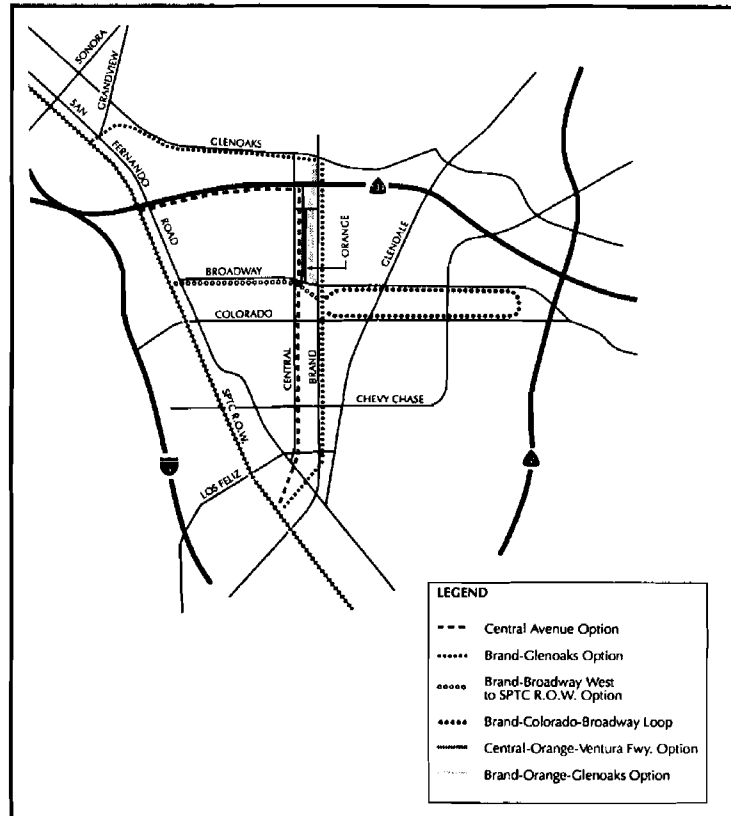 SONORA
GRANDVIEW
SAN
FERNANDO
ROAD
GLENOAKS
ORANGE
GLENDALE
BROADWAY
COLORADO
CENTRAL
BRAND
SPTC R.O.W.
CHEVY CHASE
LOS FELIZ
LEGEND
Central Avenue Option
Brand-Glenoaks Option
Brand-Broadway West
to SPTC R.O.W. Option
Brand-Colorado-Broadway Loop
Central-Orange-Ventura Fwy. Option
Brand-Orange-Glenoaks Option